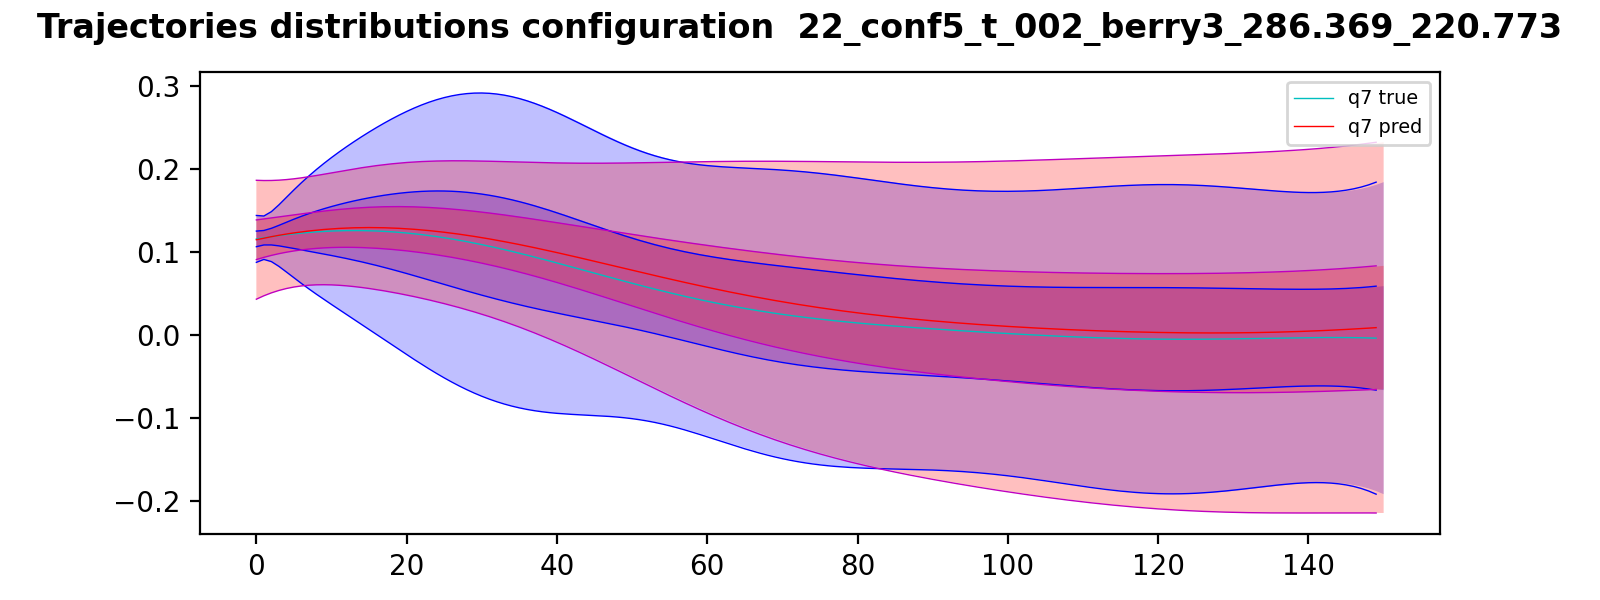 Trajectories distributions configuration  22_conf5_t_002_berry3_286.369_220.773
0.3
0.2
0.1
0.0
−0.1
−0.2
q7 true
q7 pred
0 20 40 60 80 100 120 140